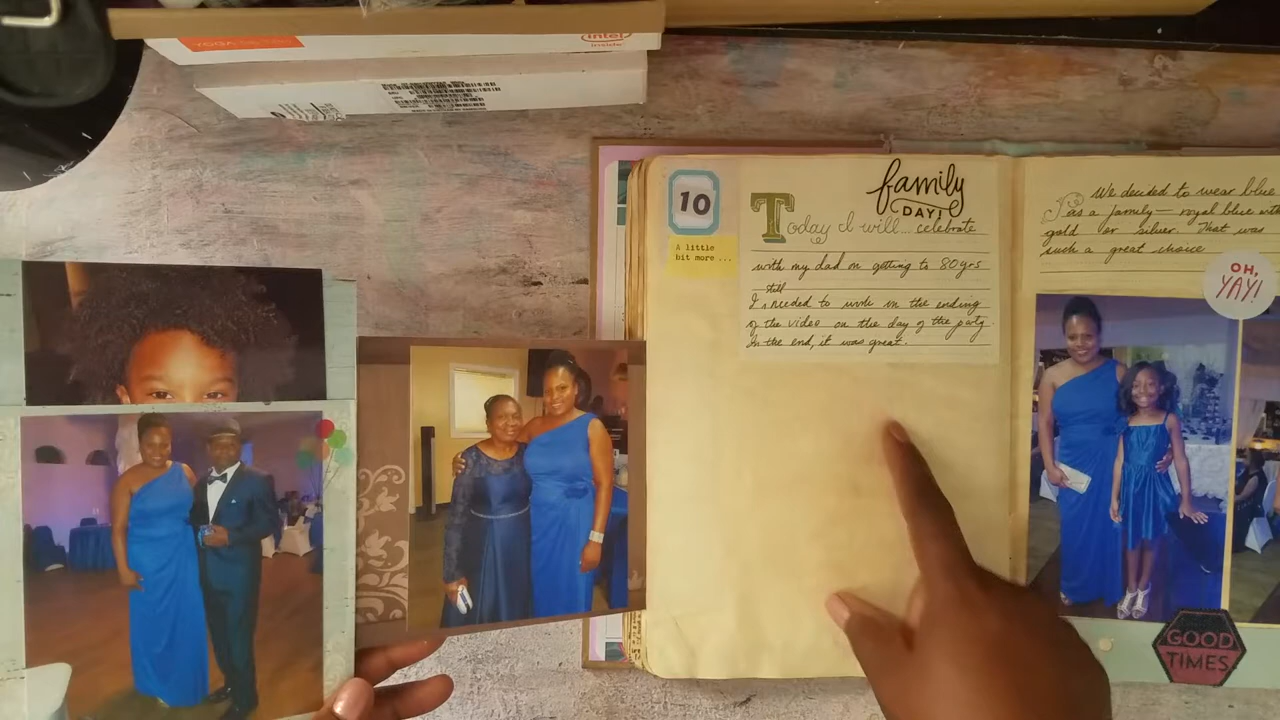 YOGA
intel
inside
10
A little
bit more ...
family
DAY!
Today I will... celebrate
with my dad on getting to 80yrs
still
I needed to work in the ending
of the video on the day of the party.
In the end, it was great.
We decided to wear blue
as a family — royal blue with
gold or silver. That was
such a great choice
OH,
YAY!
GOOD
TIMES